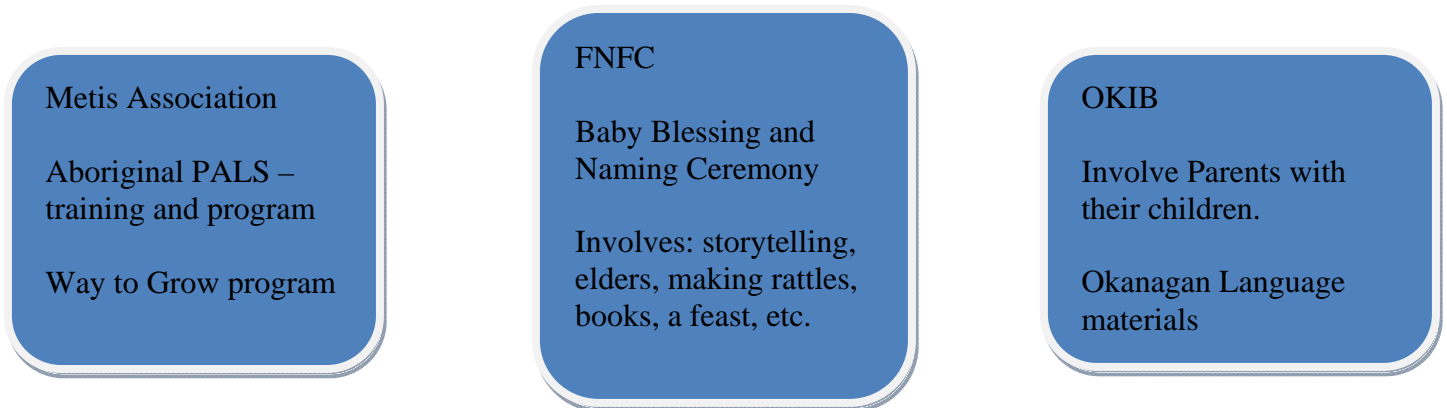 Metis Association
Aboriginal PALS –
training and program
Way to Grow program
FNFC
Baby Blessing and
Naming Ceremony
Involves: storytelling,
elders, making rattles,
books, a feast, etc.
OKIB
Involve Parents with
their children.
Okanagan Language
materials